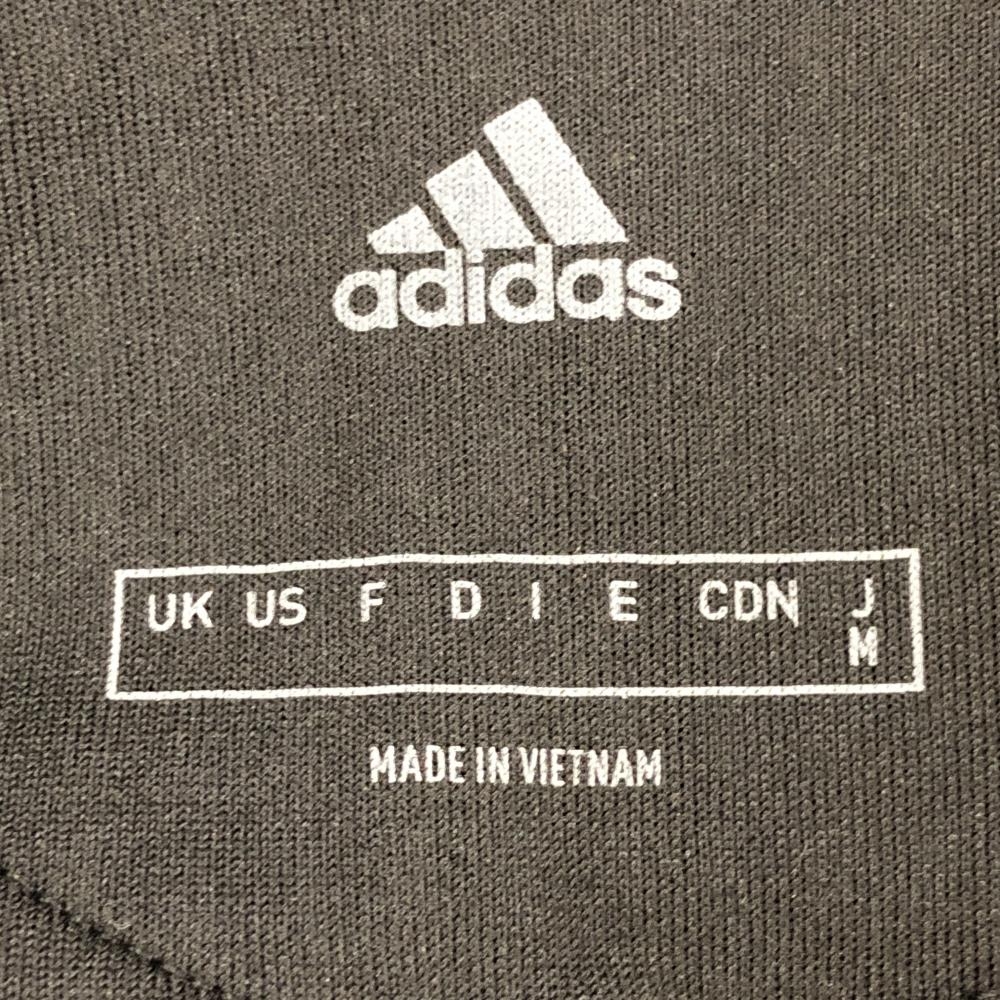 adidas
UK US F D I E CDN J
M
MADE IN VIETNAM